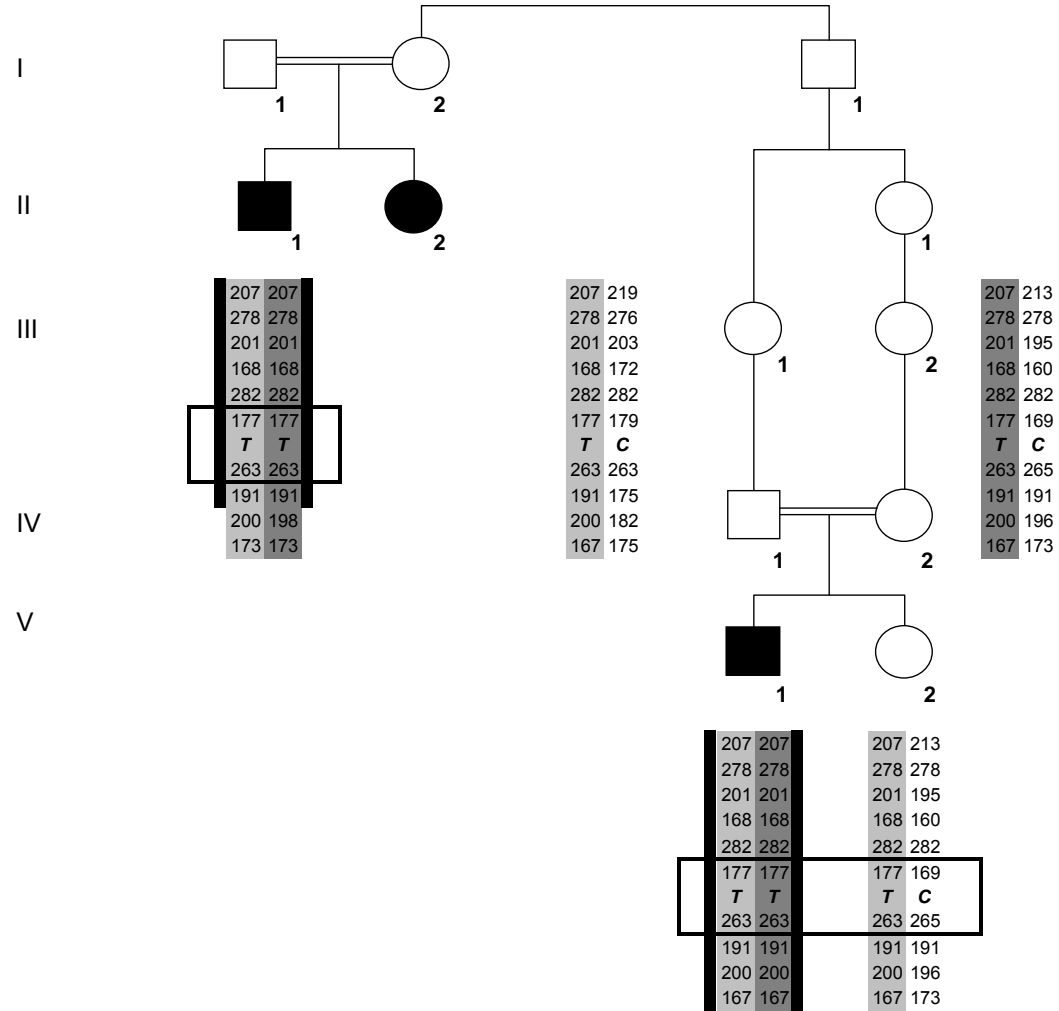 I
1
2
1
II
1
2
1
207 207 207 219 207 213
278 278 278 276 278 278
III
201 201 201 203 201 195
1
2
168 168 168 172 168 160
282 282 282 282 282 282
177 177 177 179 177 169
T T T C T C
263 263 263 263 263 265
191 191 191 175 191 191
IV
200 198 200 182 200 196
173 173 167 175 167 173
1
2
V
1
2
207 207 207 213
278 278 278 278
201 201 201 195
168 168 168 160
282 282 282 282
177 177 177 169
T T T C
263 263 263 265
191 191 191 191
200 200 200 196
167 167 167 173